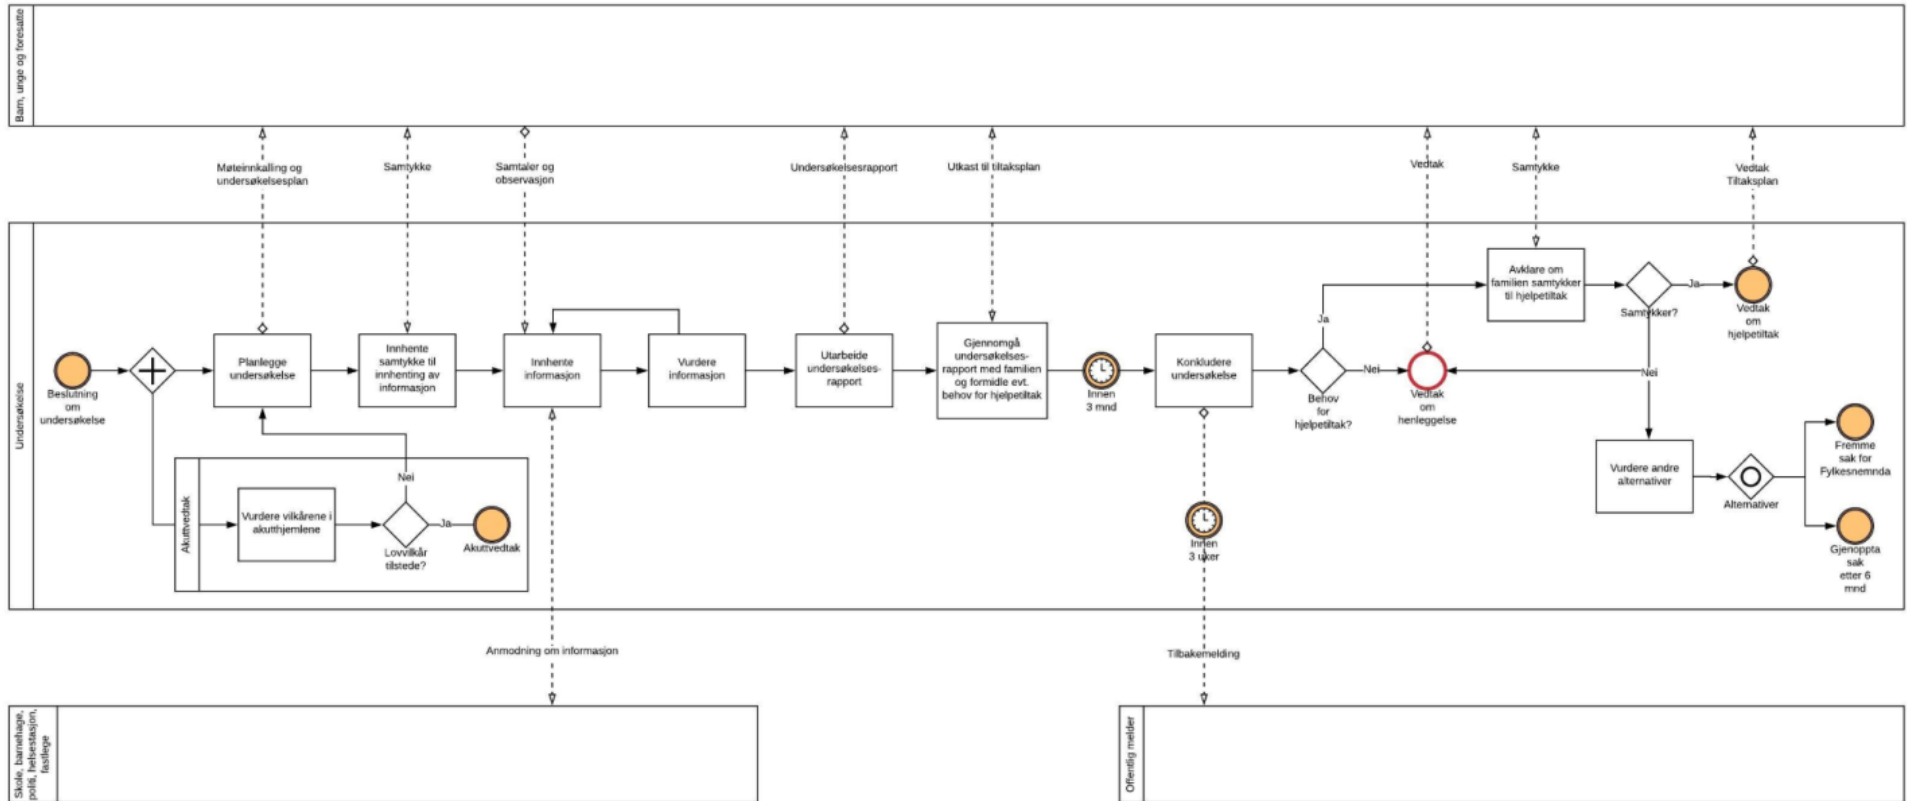 Barn, unge og foresatte
Møteinnkalling og
undersøkelsesplan
Samtykke
Samtaler og
observasjon
Undersøkelsesrapport
Utkast til tiltaksplan
Vedtak
Samtykke
Vedtak
Tiltaksplan
Undersøkelse
Beslutning
om
undersøkelse
Planlegge
undersøkelse
Innhente
samtykke til
innhenting av
informasjon
Innhente
informasjon
Vurdere
informasjon
Utarbeide
undersøkelses-
rapport
Gjennomgå
undersøkelses-
rapport med familien
og formidle evt.
behov for hjelpetiltak
Innen
3 mnd
Konkludere
undersøkelse
Behov
for
hjelpetiltak?
Ja
Nei
Vedtak
om
henleggelse
Avklare om
familien samtykker
til hjelpetiltak
Samtykker?
Ja
Vedtak
om
hjelpetiltak
Nei
Vurdere andre
alternativer
Alternativer
Fremme
sak for
Fylkesnemnda
Gjenoppta
sak
etter 6
mnd
Akuttvedtak
Vurdere vilkårene i
akutthjemlene
Nei
Lovvilkår
tilstede?
Ja
Akuttvedtak
Innen
3 uker
Anmodning om informasjon
Tilbakemelding
Skole, barnehage,
politi, helsestasjon,
fastlege
Offentlig melder